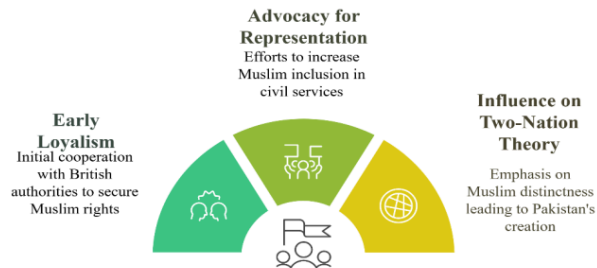 Early
Loyalism
Initial cooperation
with British
authorities to secure
Muslim rights
Advocacy for
Representation
Efforts to increase
Muslim inclusion in
civil services
Influence on
Two-Nation
Theory
Emphasis on
Muslim distinctness
leading to Pakistan's
creation